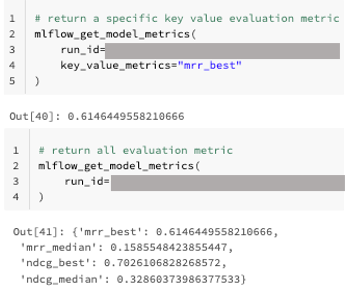 1 # return a specific key value evaluation metric
2 mlflow_get_model_metrics(
3 run_id=
4 key_value_metrics="mrr_best"
5 )
Out[40]: 0.6146449558210666
1 # return all evaluation metric
2 mlflow_get_model_metrics(
3 run_id=
4 )
Out[41]: {'mrr_best': 0.6146449558210666,
'mrr_median': 0.1585548423855447,
'ndcg_best': 0.7026106828268572,
'ndcg_median': 0.32860373986377533}